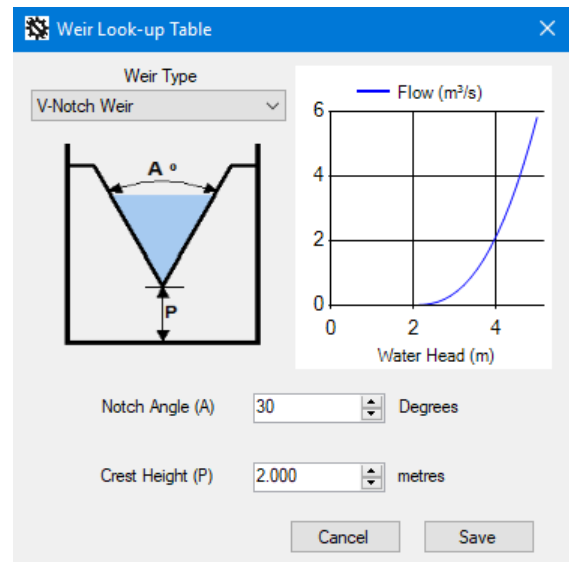 Weir Look-up Table
Weir Type
V-Notch Weir
A °
P
Flow (m³/s)
6
4
2
0
0 2 4
Water Head (m)
Notch Angle (A) 30 Degrees
Crest Height (P) 2.000 metres
Cancel Save